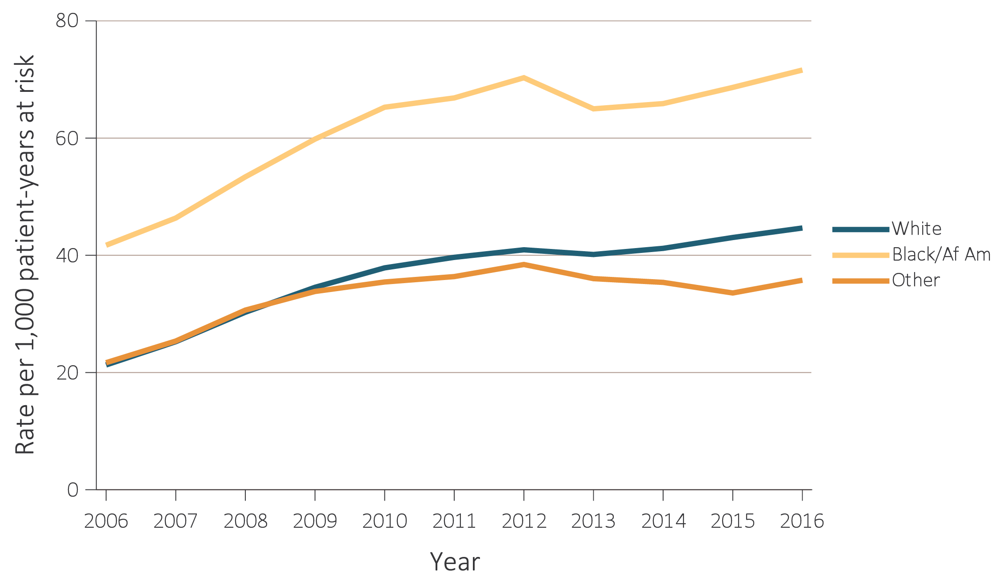 Rate per 1,000 patient-years at risk
80
60
40
20
0
2006 2007 2008 2009 2010 2011 2012 2013 2014 2015 2016
Year
White
Black/Af Am
Other